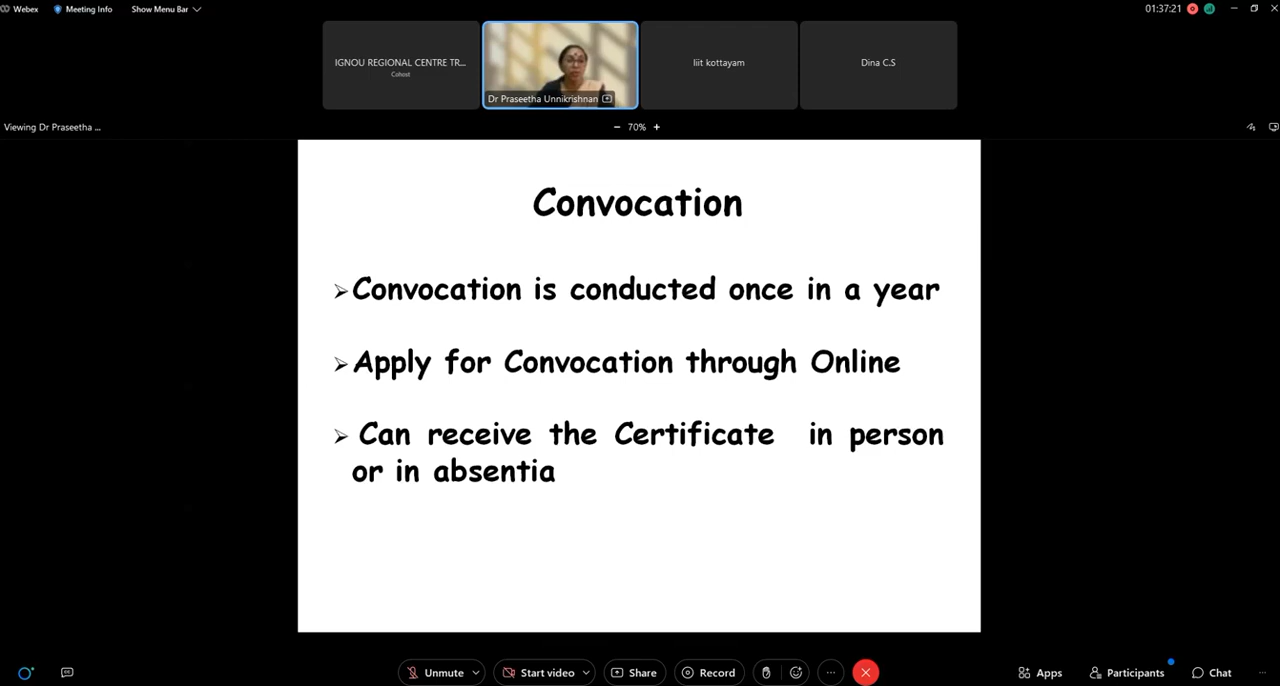 Webex Meeting Info Show Menu Bar 01:37:21
IGNOU REGIONAL CENTRE TR...
Cohost
Dr Praseetha Unnikrishnan
liit kottayam
Dina C.S
Viewing Dr Praseetha ...
− 70% +
Convocation
➢Convocation is conducted once in a year
➢Apply for Convocation through Online
➢ Can receive the Certificate in person
or in absentia
Unmute Start video Share Record Apps Participants Chat